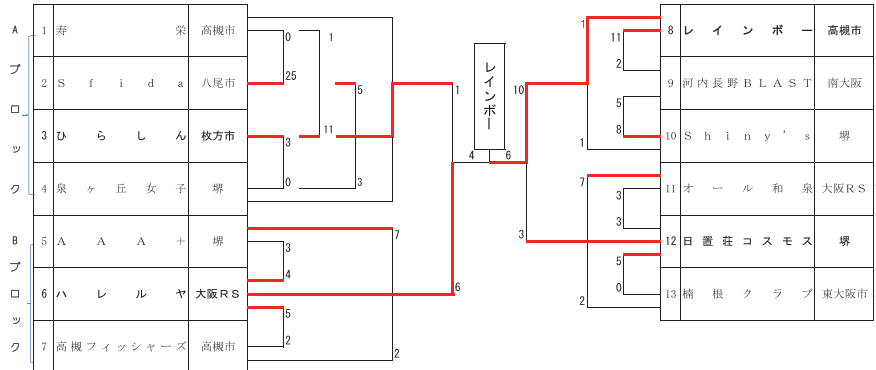 Aブロック
1 寿栄 高槻市
2 Sfida 八尾市
3 ひらしん 枚方市
4 泉ヶ丘女子 堺
Bブロック
5 AAA+ 堺
6 ハレルヤ 大阪RS
7 高槻フィッシャーズ 高槻市
0
25
3
0
1
11
5
3
3
4
5
2
7
2
1
6
4
6
レインボー
10
3
1
1
11
2
5
8
7
2
3
3
5
0
8 レインボー 高槻市
9 河内長野BLAST 南大阪
10 Shiny's 堺
11 オール和泉 大阪RS
12 日置荘コスモス 堺
13 楠根クラブ 東大阪市